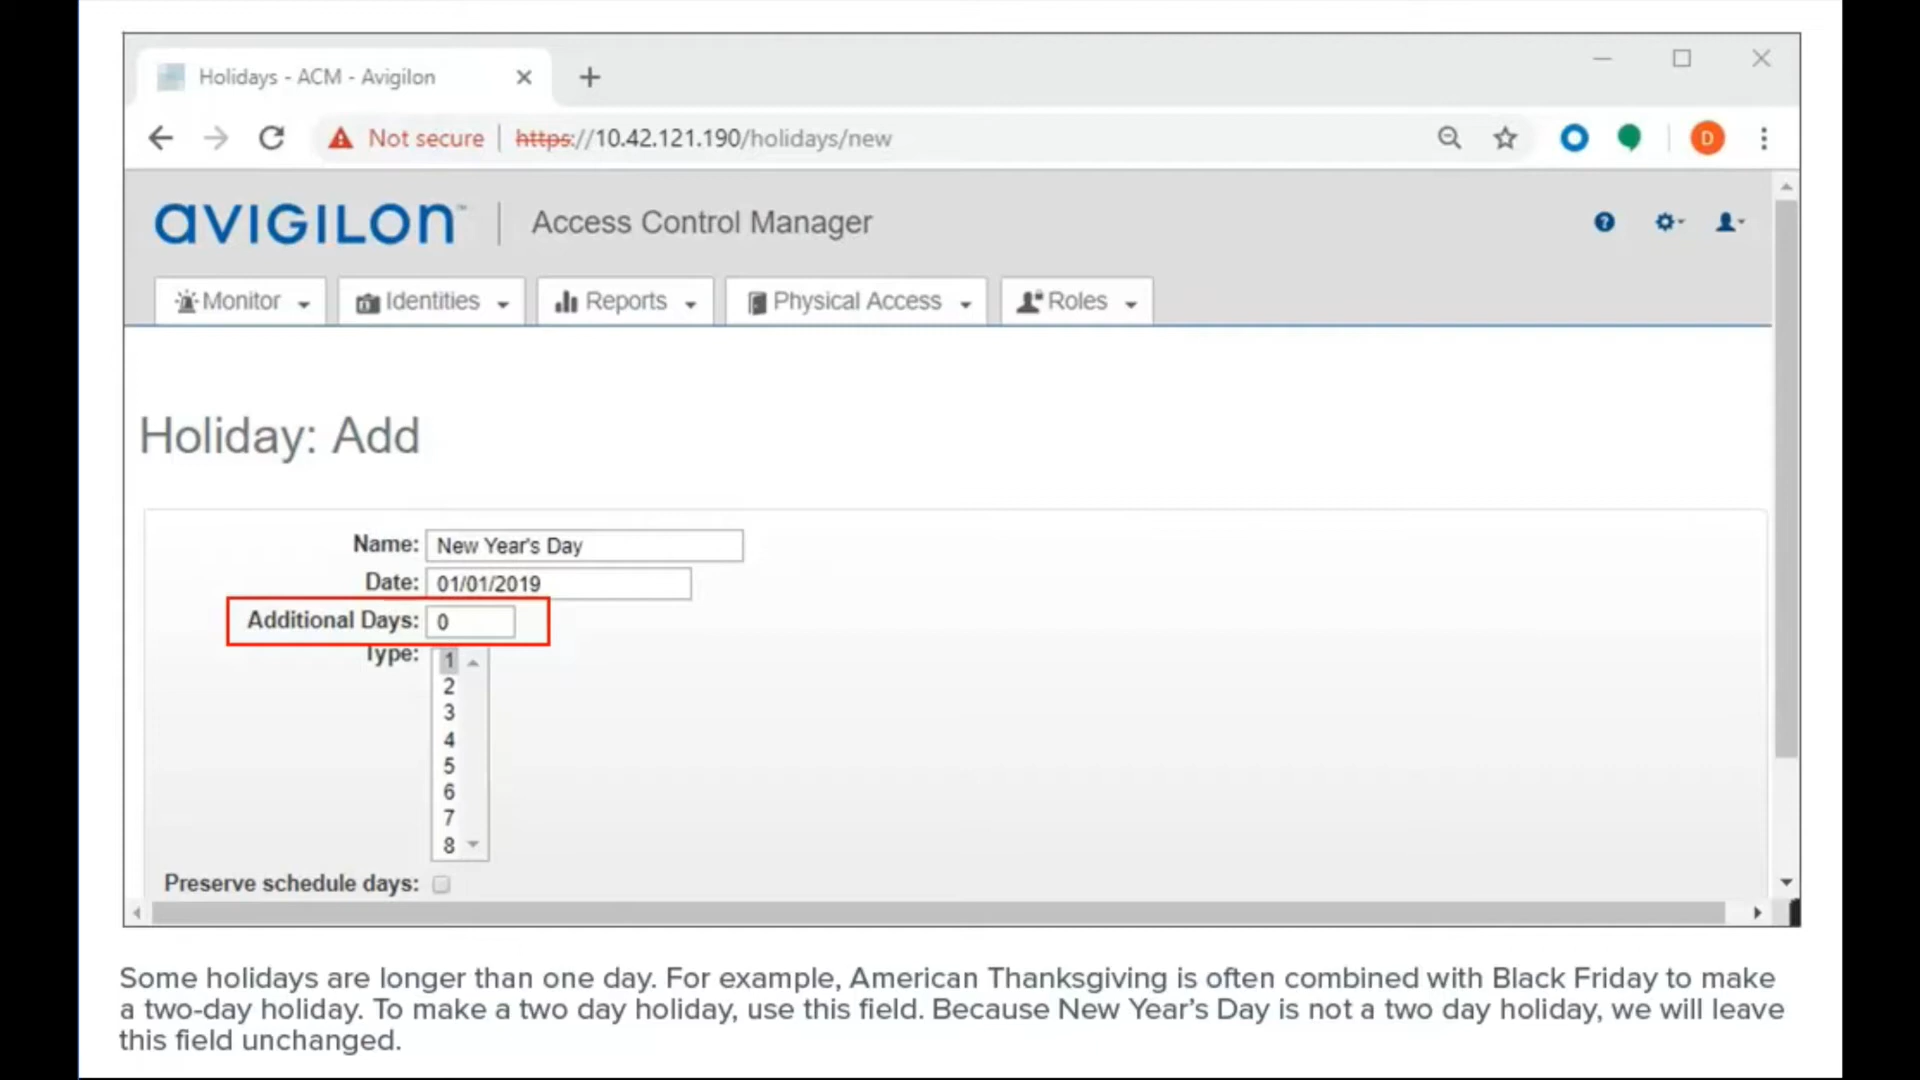 Holidays - ACM - Avigilon
Not secure https://10.42.121.190/holidays/new
D
AVIGILON™ Access Control Manager
Monitor Identities Reports Physical Access Roles
Holiday: Add
Name: New Year's Day
Date: 01/01/2019
Additional Days: 0
Type: 1
2
3
4
5
6
7
8
Preserve schedule days:
Some holidays are longer than one day. For example, American Thanksgiving is often combined with Black Friday to make
a two-day holiday. To make a two day holiday, use this field. Because New Year's Day is not a two day holiday, we will leave
this field unchanged.